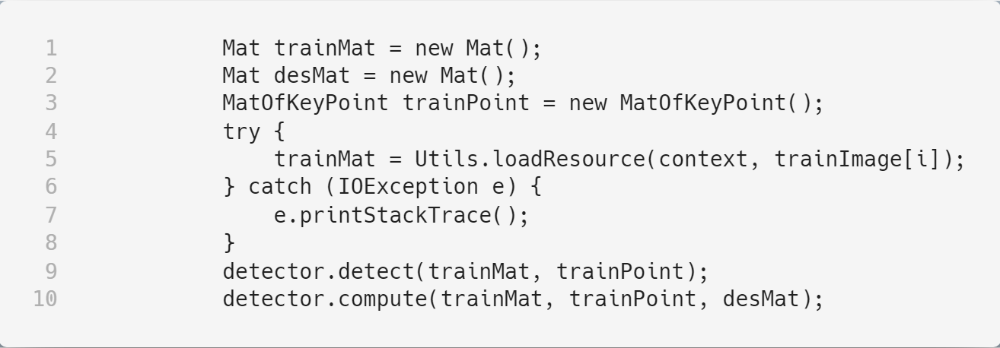 1 Mat trainMat = new Mat();
2 Mat desMat = new Mat();
3 MatOfKeyPoint trainPoint = new MatOfKeyPoint();
4 try {
5     trainMat = Utils.loadResource(context, trainImage[i]);
6 } catch (IOException e) {
7     e.printStackTrace();
8 }
9 detector.detect(trainMat, trainPoint);
10 detector.compute(trainMat, trainPoint, desMat);